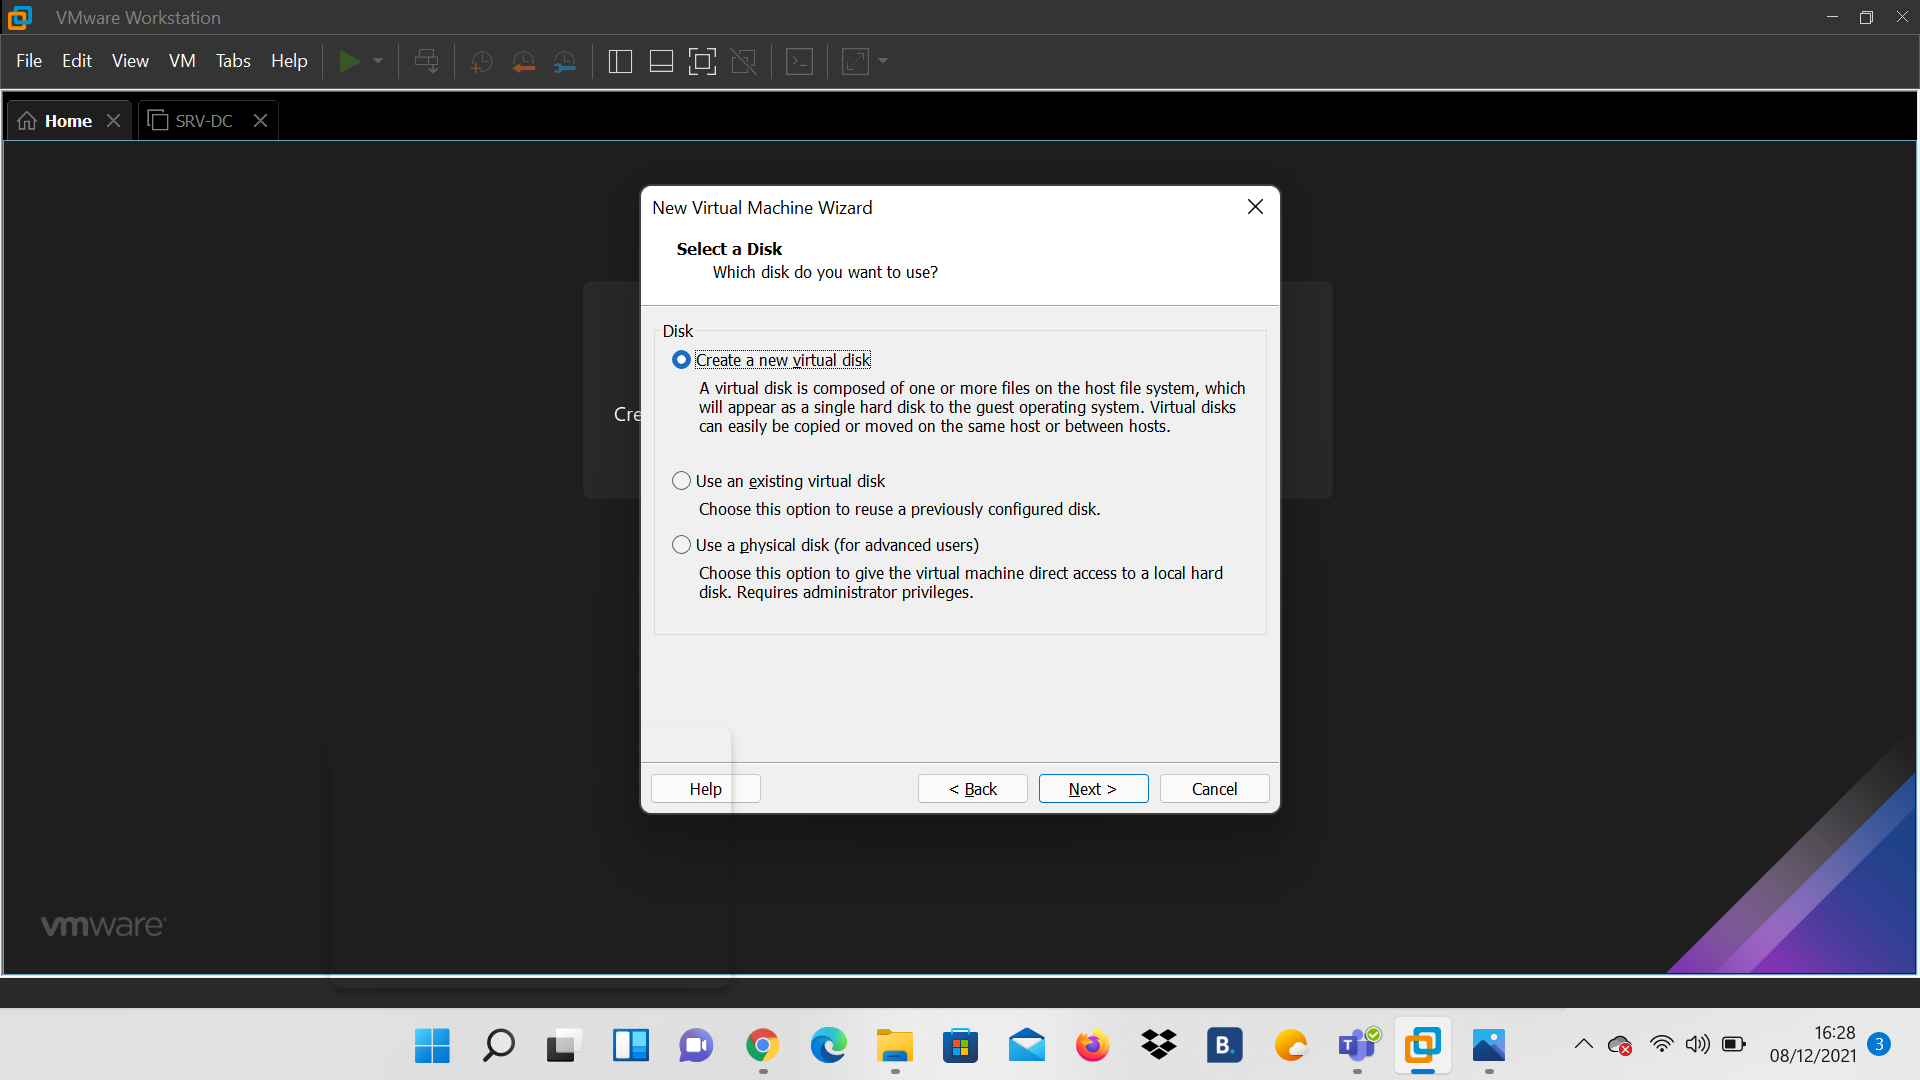 VMware Workstation
File Edit View VM Tabs Help
Home SRV-DC
New Virtual Machine Wizard
Select a Disk
Which disk do you want to use?
Cre
Disk
Create a new virtual disk
A virtual disk is composed of one or more files on the host file system, which
will appear as a single hard disk to the guest operating system. Virtual disks
can easily be copied or moved on the same host or between hosts.
Use an existing virtual disk
Choose this option to reuse a previously configured disk.
Use a physical disk (for advanced users)
Choose this option to give the virtual machine direct access to a local hard
disk. Requires administrator privileges.
Help < Back Next > Cancel
vmware
B.
T
16:28
08/12/2021
3